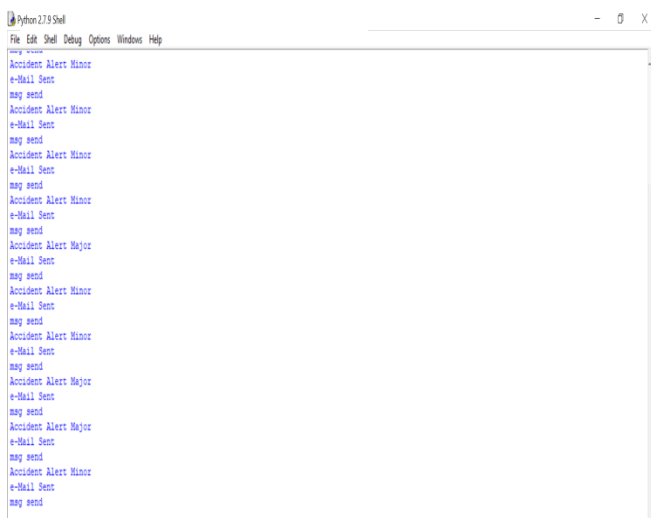 Python 2.7.9 Shell
File Edit Shell Debug Options Windows Help
msg send
Accident Alert Minor
e-Mail Sent
msg send
Accident Alert Minor
e-Mail Sent
msg send
Accident Alert Minor
e-Mail Sent
msg send
Accident Alert Minor
e-Mail Sent
msg send
Accident Alert Major
e-Mail Sent
msg send
Accident Alert Minor
e-Mail Sent
msg send
Accident Alert Minor
e-Mail Sent
msg send
Accident Alert Major
e-Mail Sent
msg send
Accident Alert Major
e-Mail Sent
msg send
Accident Alert Minor
e-Mail Sent
msg send